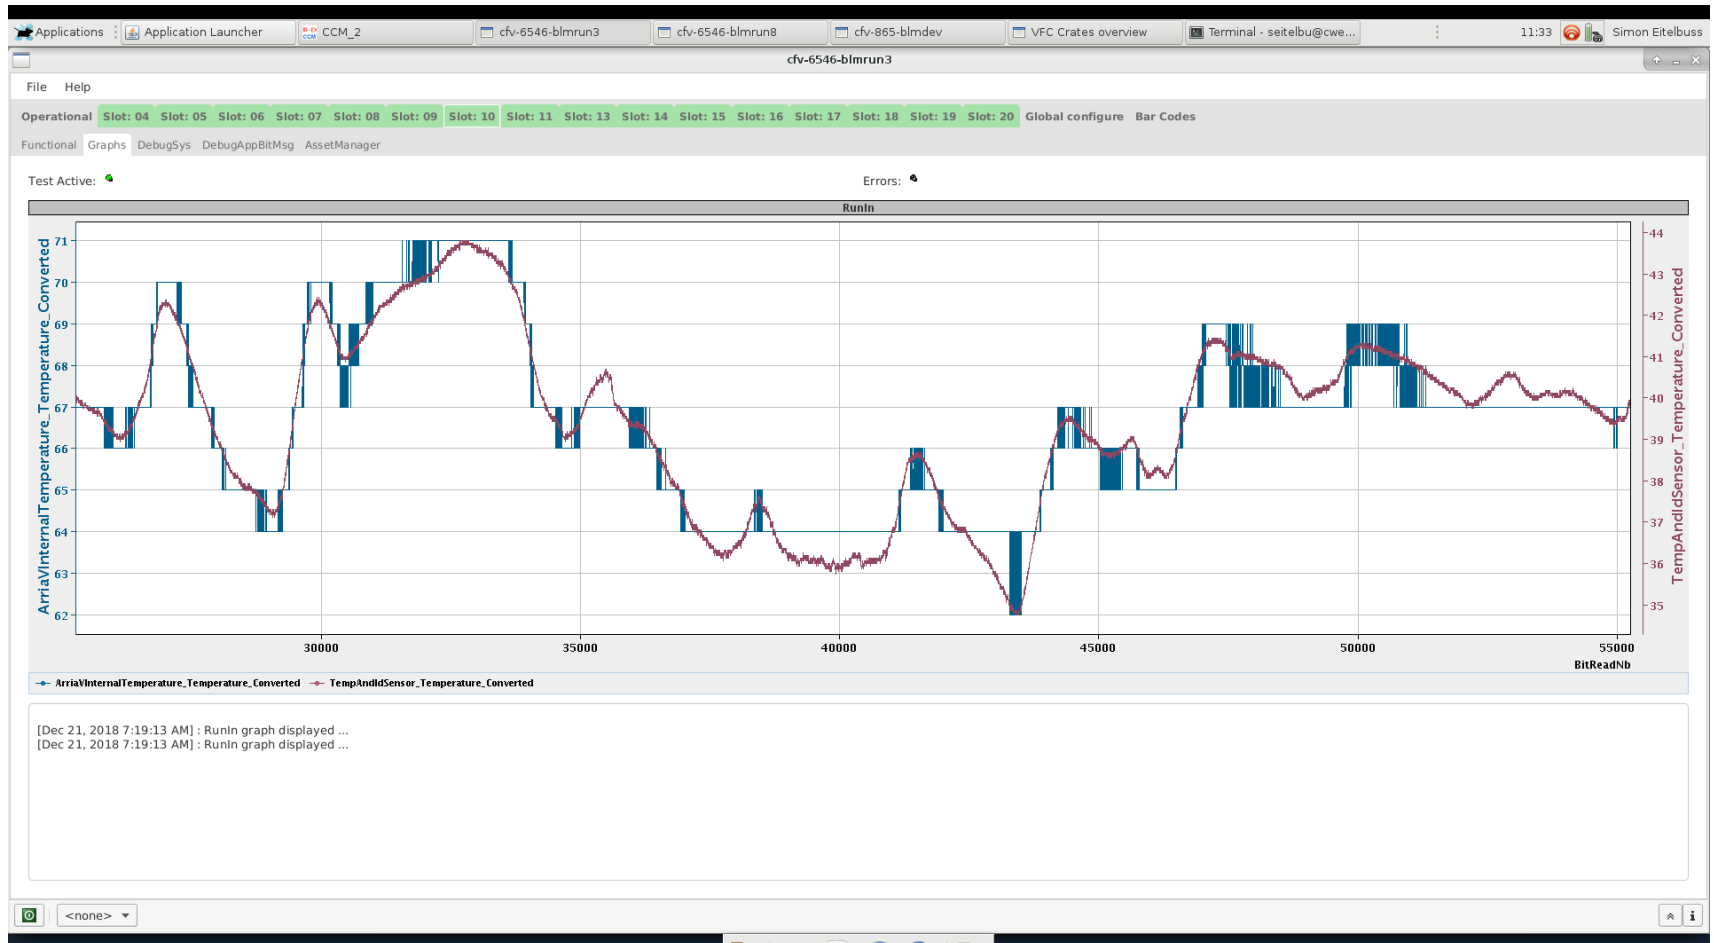 Applications Application Launcher BI-EX CCM CCM_2 cfv-6546-blmrun3 cfv-6546-blmrun8 cfv-865-blmdev VFC Crates overview Terminal - seitelbu@cwe... 11:33 Simon Eitelbuss
cfv-6546-blmrun3
File Help
Operational Slot: 04 Slot: 05 Slot: 06 Slot: 07 Slot: 08 Slot: 09 Slot: 10 Slot: 11 Slot: 13 Slot: 14 Slot: 15 Slot: 16 Slot: 17 Slot: 18 Slot: 19 Slot: 20 Global configure Bar Codes
Functional Graphs DebugSys DebugAppBitMsg AssetManager
Test Active: Errors:
RunIn
ArriaVInternalTemperature_Temperature_Converted
71
70
69
68
67
66
65
64
63
62
44
43
42
41
40
39
38
37
36
35
TempAndIdSensor_Temperature_Converted
30000 35000 40000 45000 50000 55000
BitReadNb
ArriaVInternalTemperature_Temperature_Converted TempAndIdSensor_Temperature_Converted
[Dec 21, 2018 7:19:13 AM] : RunIn graph displayed ...
[Dec 21, 2018 7:19:13 AM] : RunIn graph displayed ...
<none>